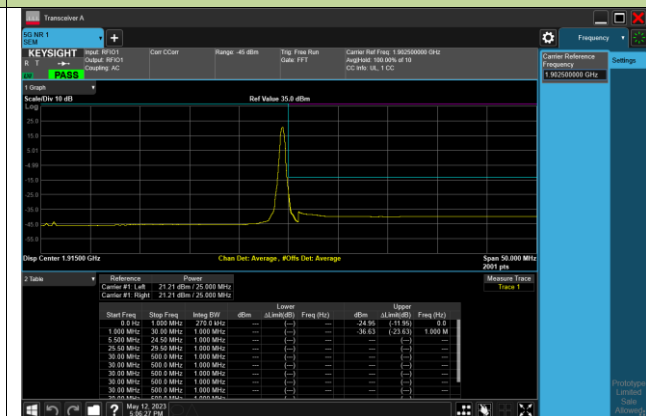 Transceiver A
5G NR 1
SEM
Frequency
KEYSIGHT
R T
PASS
Input: RFIO1
Output: RFIO1
Coupling: AC
Corr CCorr
Range: -45 dBm
Trig: Free Run
Gate: FFT
Carrier Ref Freq: 1.902500000 GHz
Avg|Hold: 100.00% of 10
CC Info: UL, 1 CC
Carrier Reference
Frequency
1.902500000 GHz
Settings
1 Graph
Scale/Div 10 dB
Ref Value 35.0 dBm
Log
25.0
15.0
5.01
-4.99
-15.0
-25.0
-35.0
-45.0
-55.0
Disp Center 1.91500 GHz
Chan Det: Average, #Offs Det: Average
Span 50.000 MHz
2001 pts
2 Table
Reference Power
Carrier #1: Left 21.21 dBm / 25.000 MHz
Carrier #1: Right 21.21 dBm / 25.000 MHz
Measure Trace
Trace 1
Lower Upper
Start Freq Stop Freq Integ BW dBm ΔLimit(dB) Freq (Hz) dBm ΔLimit(dB) Freq (Hz)
0.0 Hz 1.000 MHz 270.0 kHz --- (---) --- -24.95 (-11.95) 0.0
1.000 MHz 30.00 MHz 1.000 MHz --- (---) --- -36.63 (-23.63) 1.000 M
5.500 MHz 24.50 MHz 1.000 MHz --- (---) --- --- (---) ---
25.50 MHz 29.50 MHz 1.000 MHz --- (---) --- --- (---) ---
30.00 MHz 500.0 MHz 1.000 MHz --- (---) --- --- (---) ---
30.00 MHz 500.0 MHz 1.000 MHz --- (---) --- --- (---) ---
30.00 MHz 500.0 MHz 1.000 MHz --- (---) --- --- (---) ---
30.00 MHz 500.0 MHz 1.000 MHz --- (---) --- --- (---) ---
30.00 MHz 500.0 MHz 1.000 MHz --- (---) --- --- (---) ---
Prototype
Limited
Sale
Allowed
May 12, 2023
5:06:27 PM